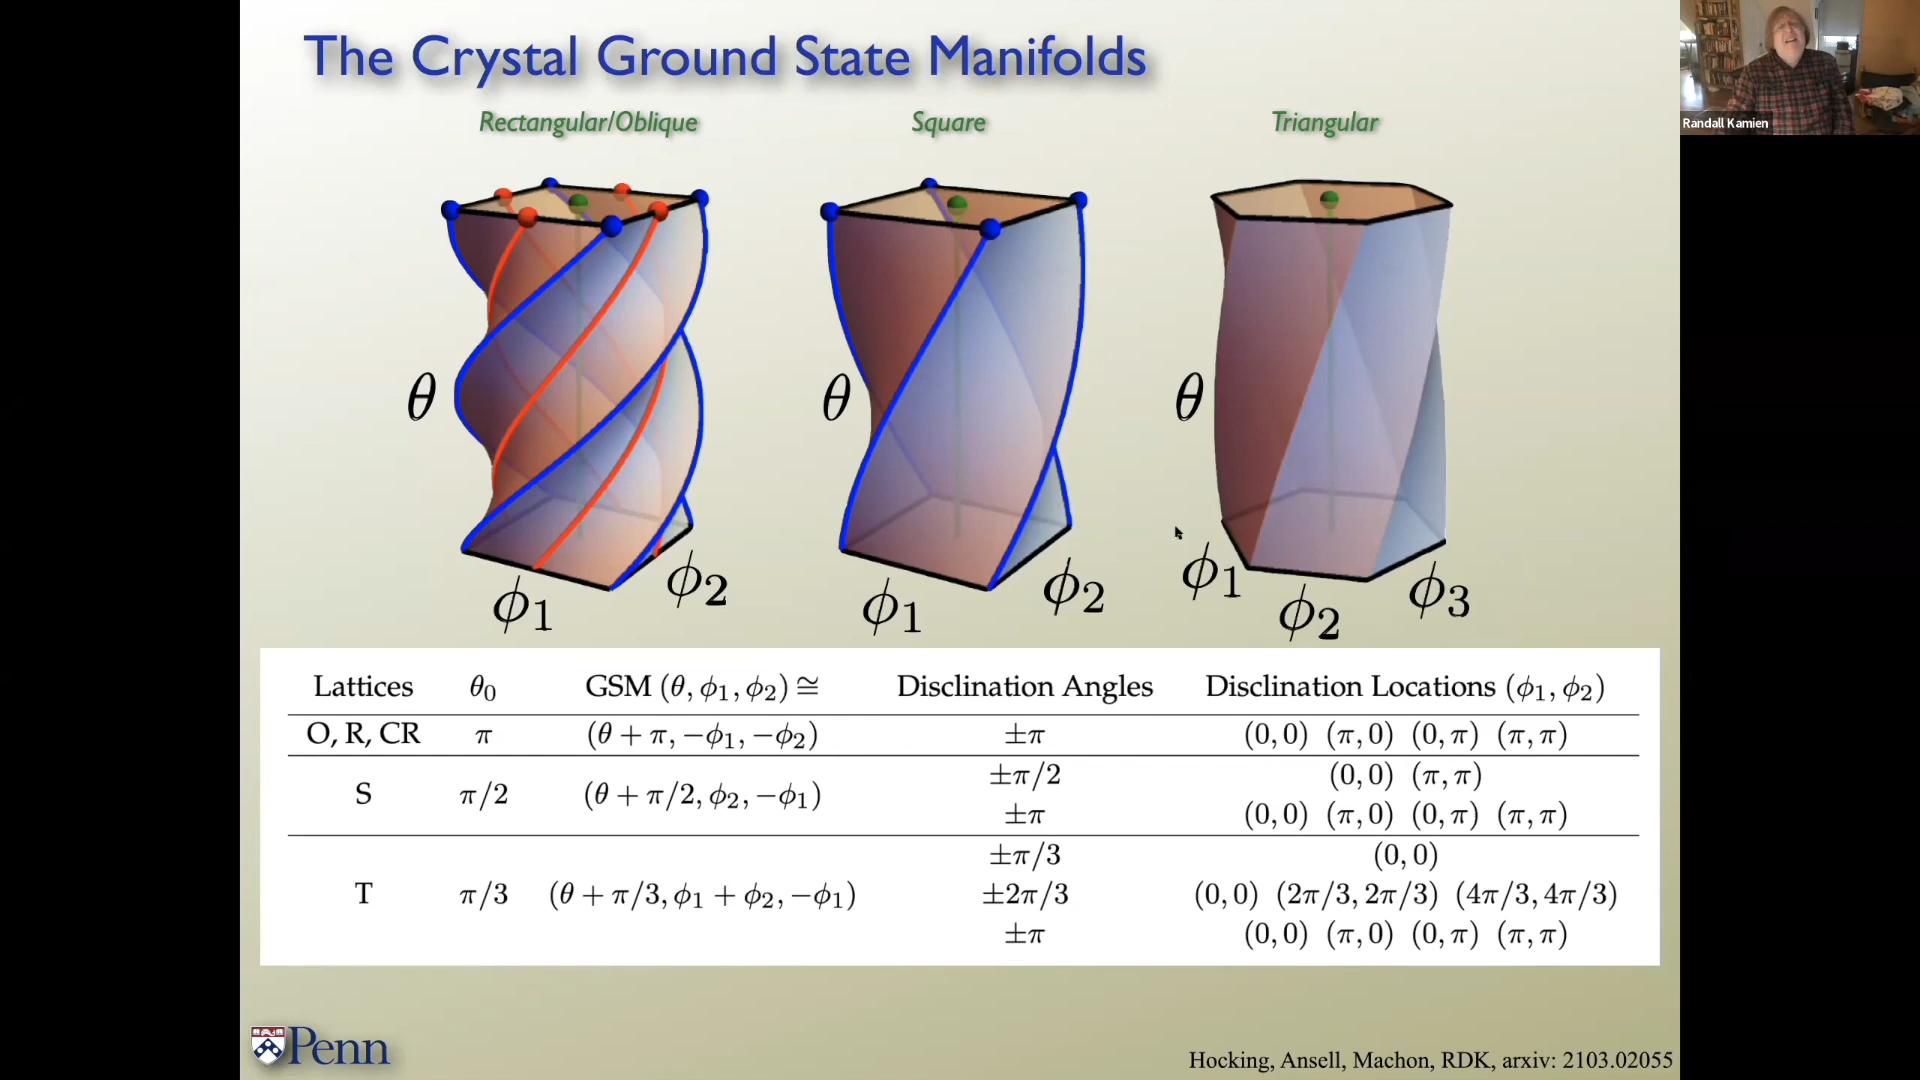 The Crystal Ground State Manifolds
Randall Kamien
Rectangular/Oblique
Square
Triangular
θ
θ
θ
ϕ1
ϕ2
ϕ1
ϕ2
ϕ1
ϕ2
ϕ3
Lattices θ₀ GSM (θ, ϕ₁, ϕ₂) ≅ Disclination Angles Disclination Locations (ϕ₁, ϕ₂)
O, R, CR π (θ + π, −ϕ₁, −ϕ₂) ±π (0, 0) (π, 0) (0, π) (π, π)
±π/2 (0, 0) (π, π)
S π/2 (θ + π/2, ϕ₂, −ϕ₁)
±π (0, 0) (π, 0) (0, π) (π, π)
±π/3 (0, 0)
T π/3 (θ + π/3, ϕ₁ + ϕ₂, −ϕ₁) ±2π/3 (0, 0) (2π/3, 2π/3) (4π/3, 4π/3)
±π (0, 0) (π, 0) (0, π) (π, π)
Penn
Hocking, Ansell, Machon, RDK, arxiv: 2103.02055